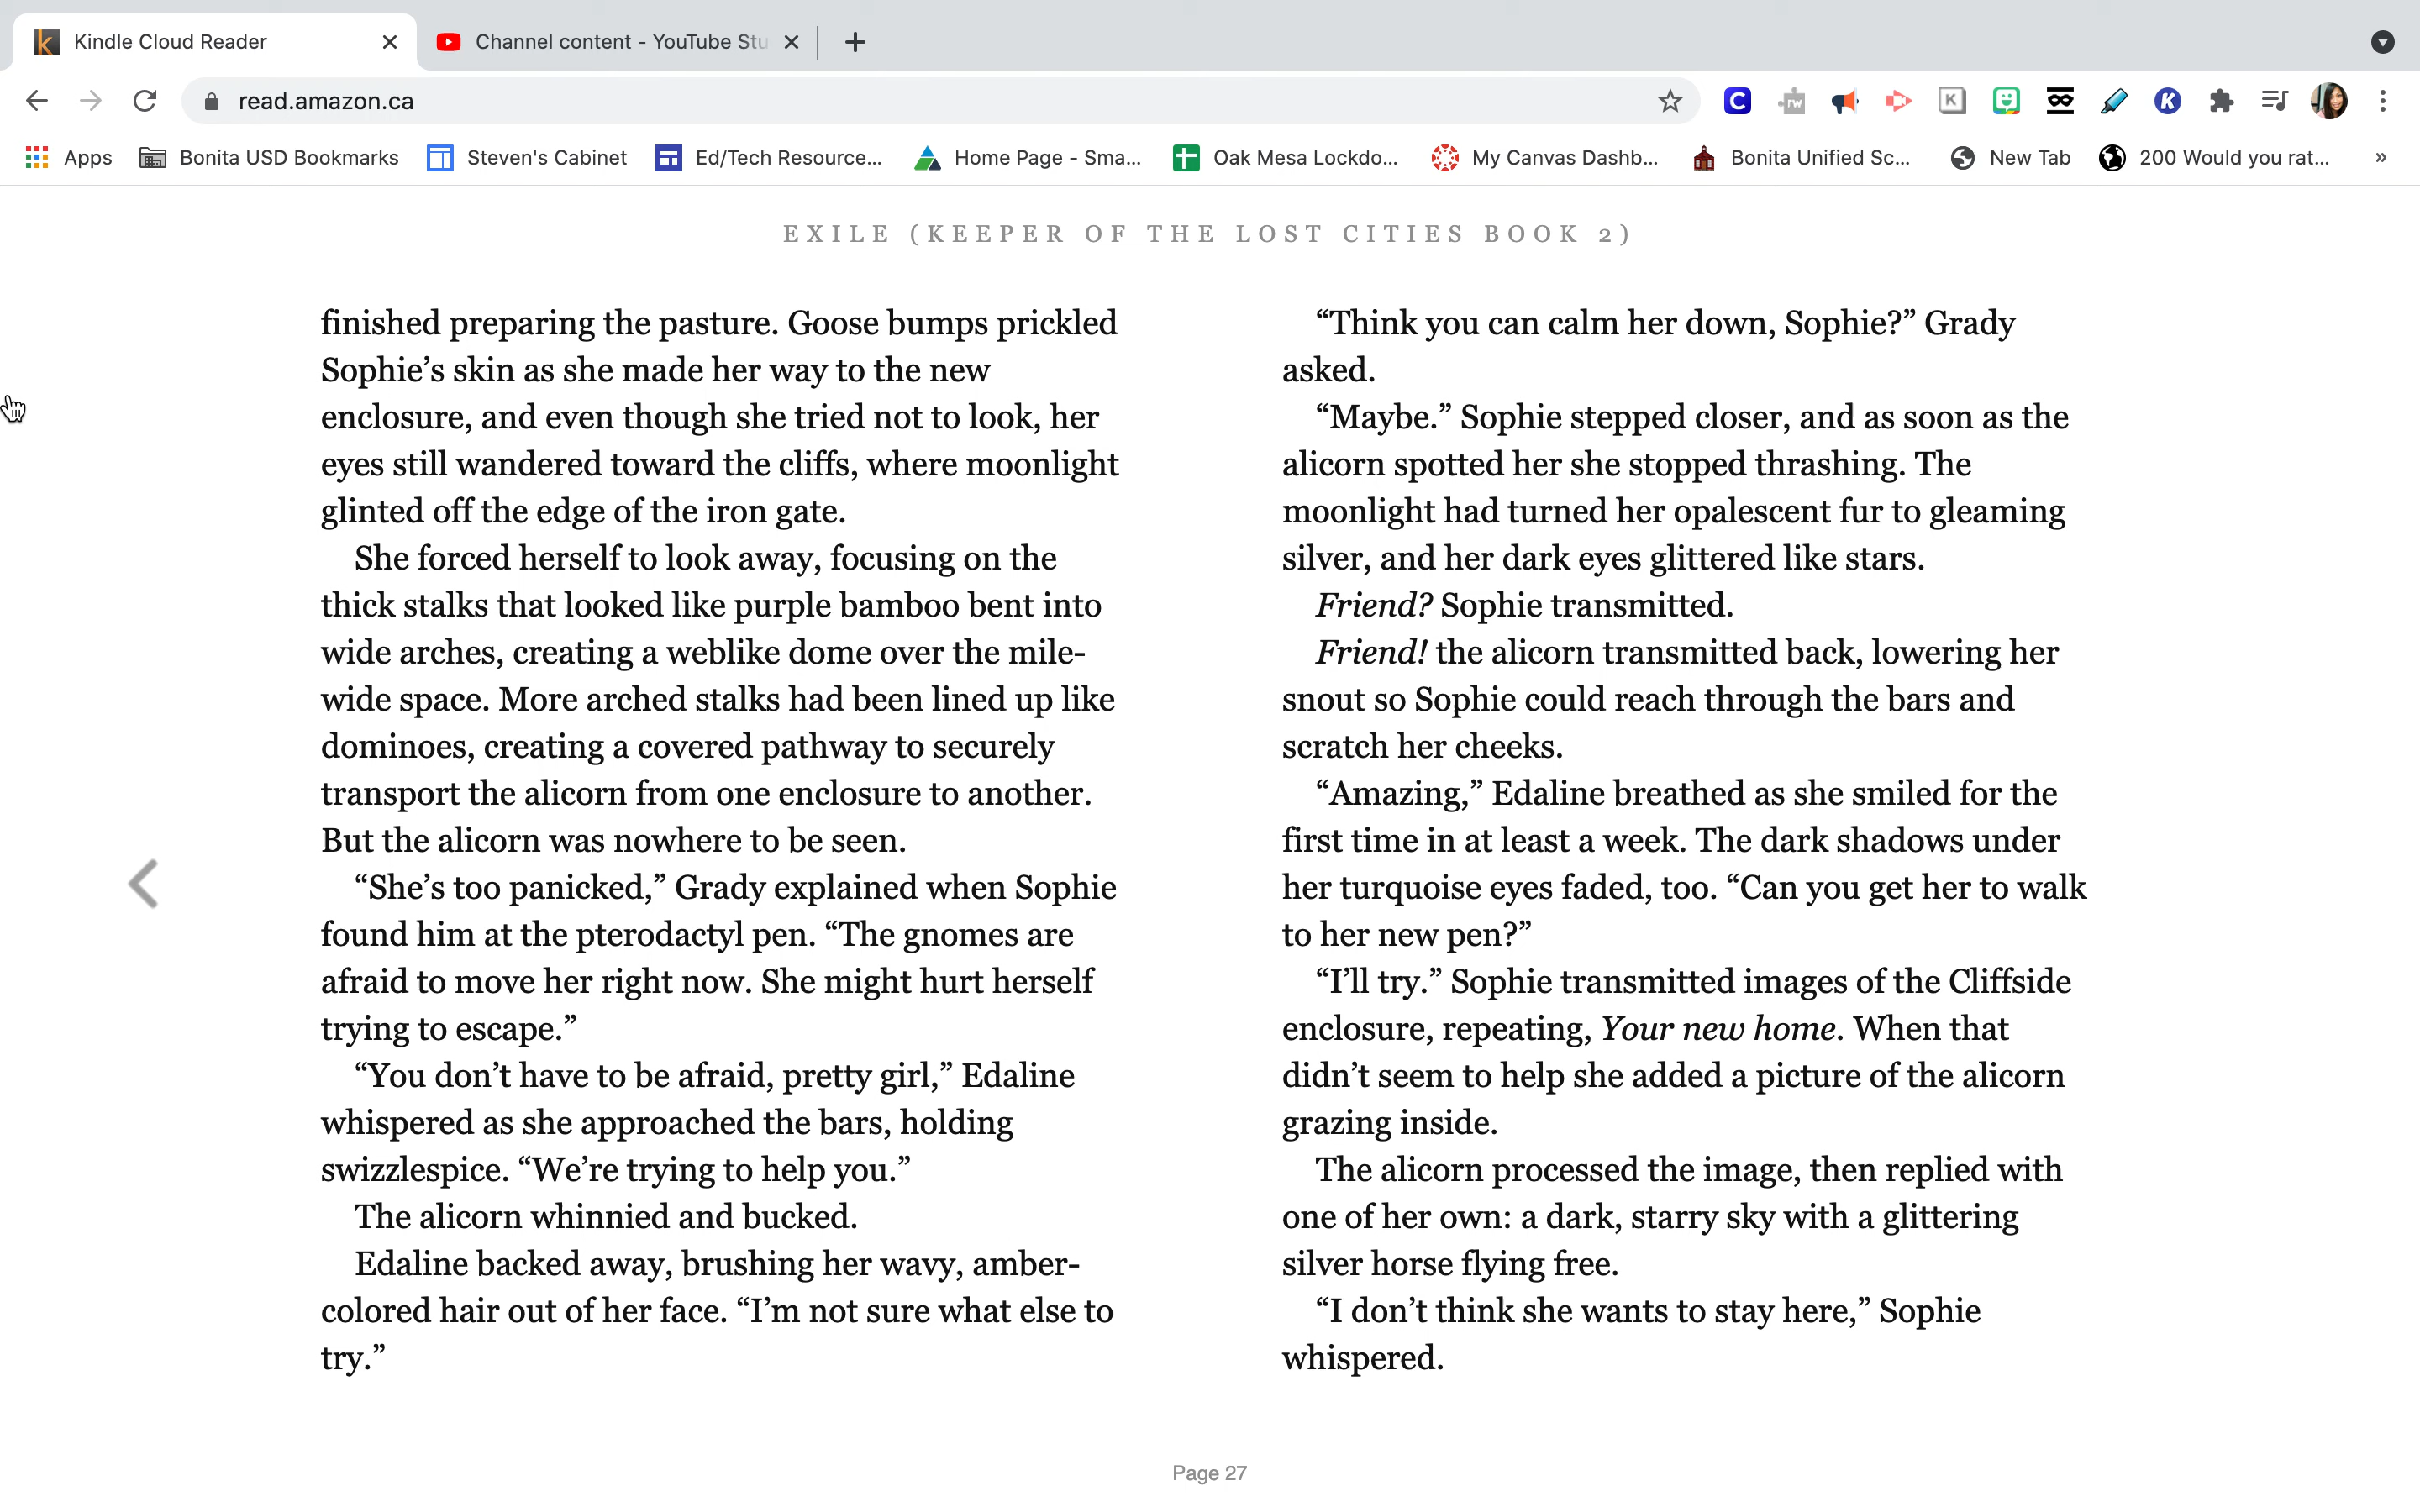 Kindle Cloud Reader
Channel content - YouTube Stu
read.amazon.ca
Apps
Bonita USD Bookmarks
Steven's Cabinet
Ed/Tech Resource...
Home Page - Sma...
Oak Mesa Lockdo...
My Canvas Dashb...
Bonita Unified Sc...
New Tab
200 Would you rat...
»
EXILE (KEEPER OF THE LOST CITIES BOOK 2)
finished preparing the pasture. Goose bumps prickled
Sophie’s skin as she made her way to the new
enclosure, and even though she tried not to look, her
eyes still wandered toward the cliffs, where moonlight
glinted off the edge of the iron gate.
She forced herself to look away, focusing on the
thick stalks that looked like purple bamboo bent into
wide arches, creating a weblike dome over the mile-
wide space. More arched stalks had been lined up like
dominoes, creating a covered pathway to securely
transport the alicorn from one enclosure to another.
But the alicorn was nowhere to be seen.
“She’s too panicked,” Grady explained when Sophie
found him at the pterodactyl pen. “The gnomes are
afraid to move her right now. She might hurt herself
trying to escape.”
“You don’t have to be afraid, pretty girl,” Edaline
whispered as she approached the bars, holding
swizzlespice. “We’re trying to help you.”
The alicorn whinnied and bucked.
Edaline backed away, brushing her wavy, amber-
colored hair out of her face. “I’m not sure what else to
try.”
“Think you can calm her down, Sophie?” Grady
asked.
“Maybe.” Sophie stepped closer, and as soon as the
alicorn spotted her she stopped thrashing. The
moonlight had turned her opalescent fur to gleaming
silver, and her dark eyes glittered like stars.
Friend? Sophie transmitted.
Friend! the alicorn transmitted back, lowering her
snout so Sophie could reach through the bars and
scratch her cheeks.
“Amazing,” Edaline breathed as she smiled for the
first time in at least a week. The dark shadows under
her turquoise eyes faded, too. “Can you get her to walk
to her new pen?”
“I’ll try.” Sophie transmitted images of the Cliffside
enclosure, repeating, Your new home. When that
didn’t seem to help she added a picture of the alicorn
grazing inside.
The alicorn processed the image, then replied with
one of her own: a dark, starry sky with a glittering
silver horse flying free.
“I don’t think she wants to stay here,” Sophie
whispered.
Page 27